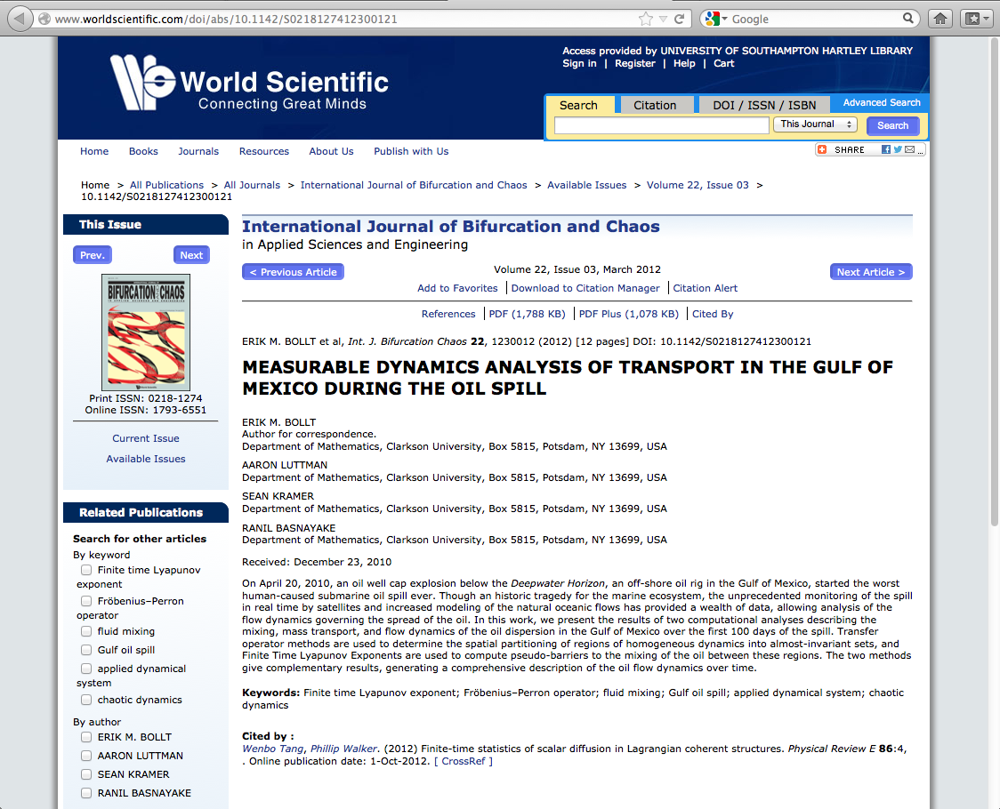 www.worldscientific.com/doi/abs/10.1142/S0218127412300121
Google
Access provided by UNIVERSITY OF SOUTHAMPTON HARTLEY LIBRARY
Sign in | Register | Help | Cart
World Scientific
Connecting Great Minds
Search Citation DOI / ISSN / ISBN Advanced Search
This Journal Search
Home Books Journals Resources About Us Publish with Us
SHARE ...
Home > All Publications > All Journals > International Journal of Bifurcation and Chaos > Available Issues > Volume 22, Issue 03 >
10.1142/S0218127412300121
This Issue
Prev. Next
BIFURCATION AND CHAOS
Print ISSN: 0218-1274
Online ISSN: 1793-6551
Current Issue
Available Issues
Related Publications
Search for other articles
By keyword
Finite time Lyapunov
exponent
Fröbenius–Perron
operator
fluid mixing
Gulf oil spill
applied dynamical
system
chaotic dynamics
By author
ERIK M. BOLLT
AARON LUTTMAN
SEAN KRAMER
RANIL BASNAYAKE
International Journal of Bifurcation and Chaos
in Applied Sciences and Engineering
< Previous Article Volume 22, Issue 03, March 2012 Next Article >
Add to Favorites | Download to Citation Manager | Citation Alert
References | PDF (1,788 KB) | PDF Plus (1,078 KB) | Cited By
ERIK M. BOLLT et al, Int. J. Bifurcation Chaos 22, 1230012 (2012) [12 pages] DOI: 10.1142/S0218127412300121
MEASURABLE DYNAMICS ANALYSIS OF TRANSPORT IN THE GULF OF
MEXICO DURING THE OIL SPILL
ERIK M. BOLLT
Author for correspondence.
Department of Mathematics, Clarkson University, Box 5815, Potsdam, NY 13699, USA
AARON LUTTMAN
Department of Mathematics, Clarkson University, Box 5815, Potsdam, NY 13699, USA
SEAN KRAMER
Department of Mathematics, Clarkson University, Box 5815, Potsdam, NY 13699, USA
RANIL BASNAYAKE
Department of Mathematics, Clarkson University, Box 5815, Potsdam, NY 13699, USA
Received: December 23, 2010
On April 20, 2010, an oil well cap explosion below the Deepwater Horizon, an off-shore oil rig in the Gulf of Mexico, started the worst
human-caused submarine oil spill ever. Though an historic tragedy for the marine ecosystem, the unprecedented monitoring of the spill
in real time by satellites and increased modeling of the natural oceanic flows has provided a wealth of data, allowing analysis of the
flow dynamics governing the spread of the oil. In this work, we present the results of two computational analyses describing the
mixing, mass transport, and flow dynamics of the oil dispersion in the Gulf of Mexico over the first 100 days of the spill. Transfer
operator methods are used to determine the spatial partitioning of regions of homogeneous dynamics into almost-invariant sets, and
Finite Time Lyapunov Exponents are used to compute pseudo-barriers to the mixing of the oil between these regions. The two methods
give complementary results, generating a comprehensive description of the oil flow dynamics over time.
Keywords: Finite time Lyapunov exponent; Fröbenius–Perron operator; fluid mixing; Gulf oil spill; applied dynamical system; chaotic
dynamics
Cited by :
Wenbo Tang, Phillip Walker. (2012) Finite-time statistics of scalar diffusion in Lagrangian coherent structures. Physical Review E 86:4,
. Online publication date: 1-Oct-2012. [ CrossRef ]